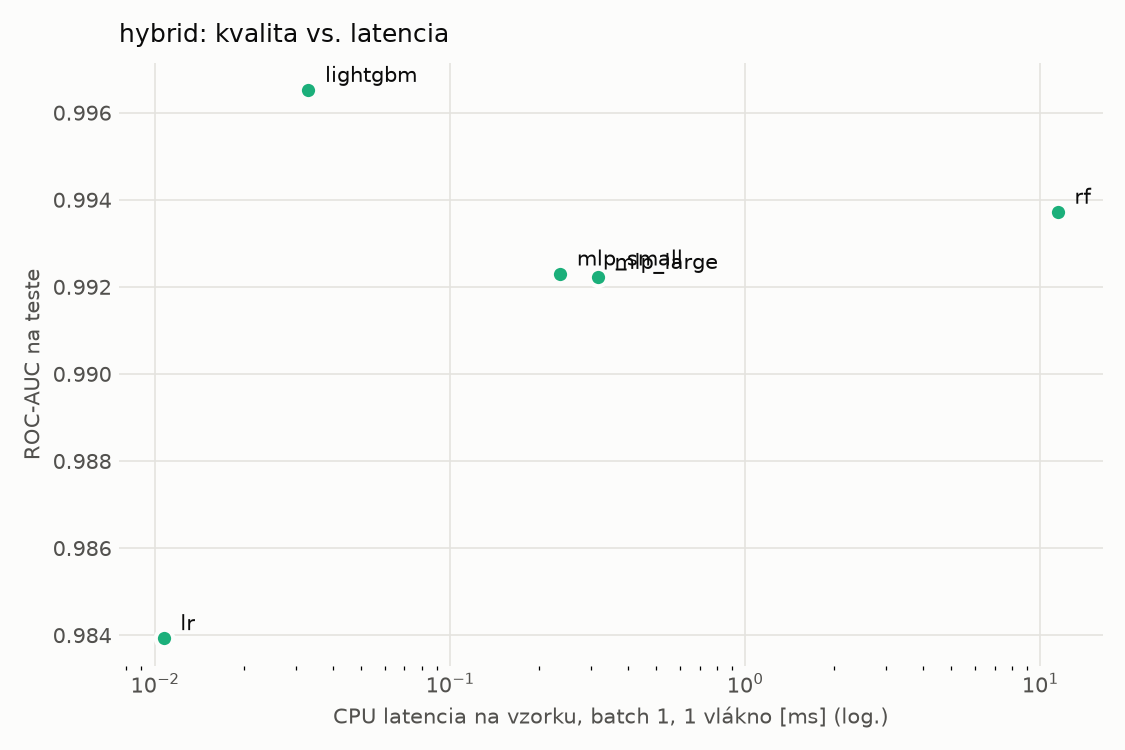 hybrid: kvalita vs. latencia
lightgbm
0.996
0.994
rf
mlp_small
mlp_large
0.992
0.990
0.988
0.986
lr
0.984
ROC-AUC na teste
10⁻² 10⁻¹ 10⁰ 10¹
CPU latencia na vzorku, batch 1, 1 vlákno [ms] (log.)